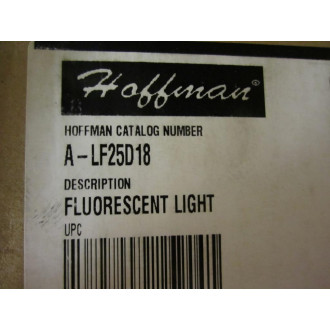 Hoffman®
HOFFMAN CATALOG NUMBER
A-LF25D18
DESCRIPTION
FLUORESCENT LIGHT
UPC